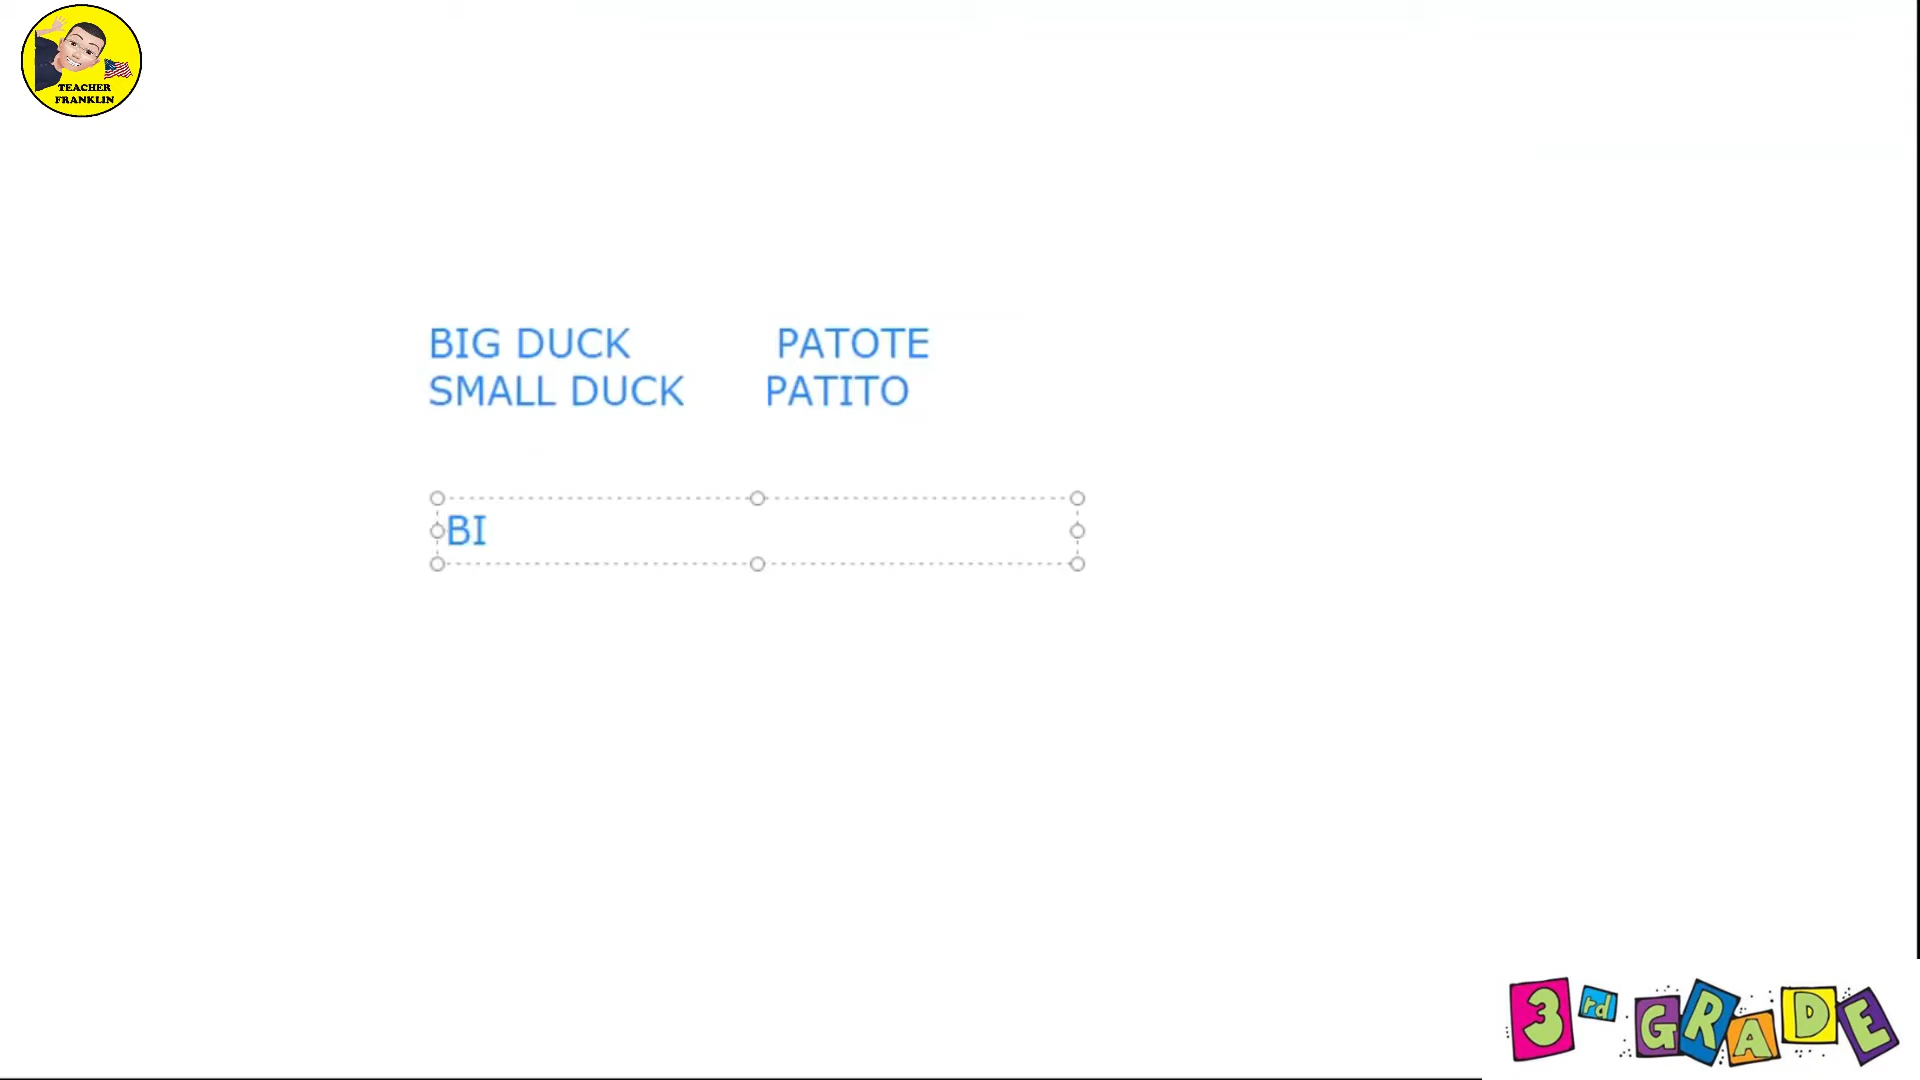 TEACHER
FRANKLIN
BIG DUCK PATOTE
SMALL DUCK PATITO
BI
3rd GRADE